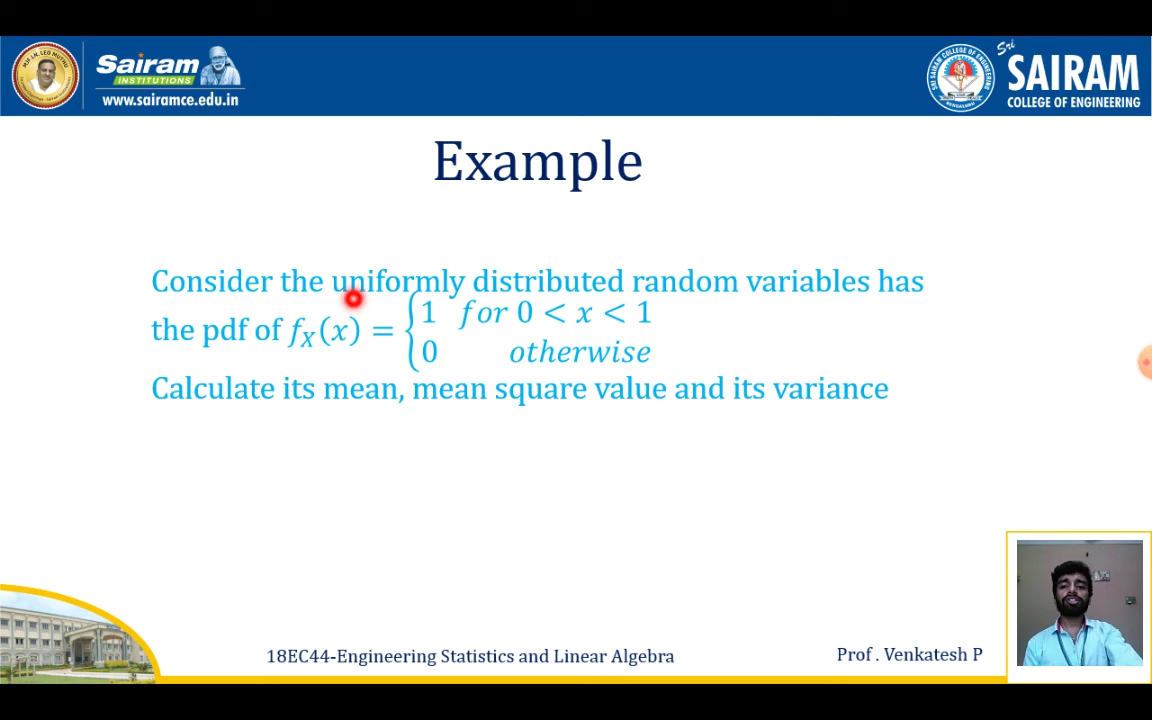 Sairam
INSTITUTIONS
www.sairamce.edu.in
Sri
SAIRAM
COLLEGE OF ENGINEERING
Example
Consider the uniformly distributed random variables has
the pdf of f_X(x) = {1 for 0 < x < 1
0 otherwise
Calculate its mean, mean square value and its variance
18EC44-Engineering Statistics and Linear Algebra
Prof . Venkatesh P